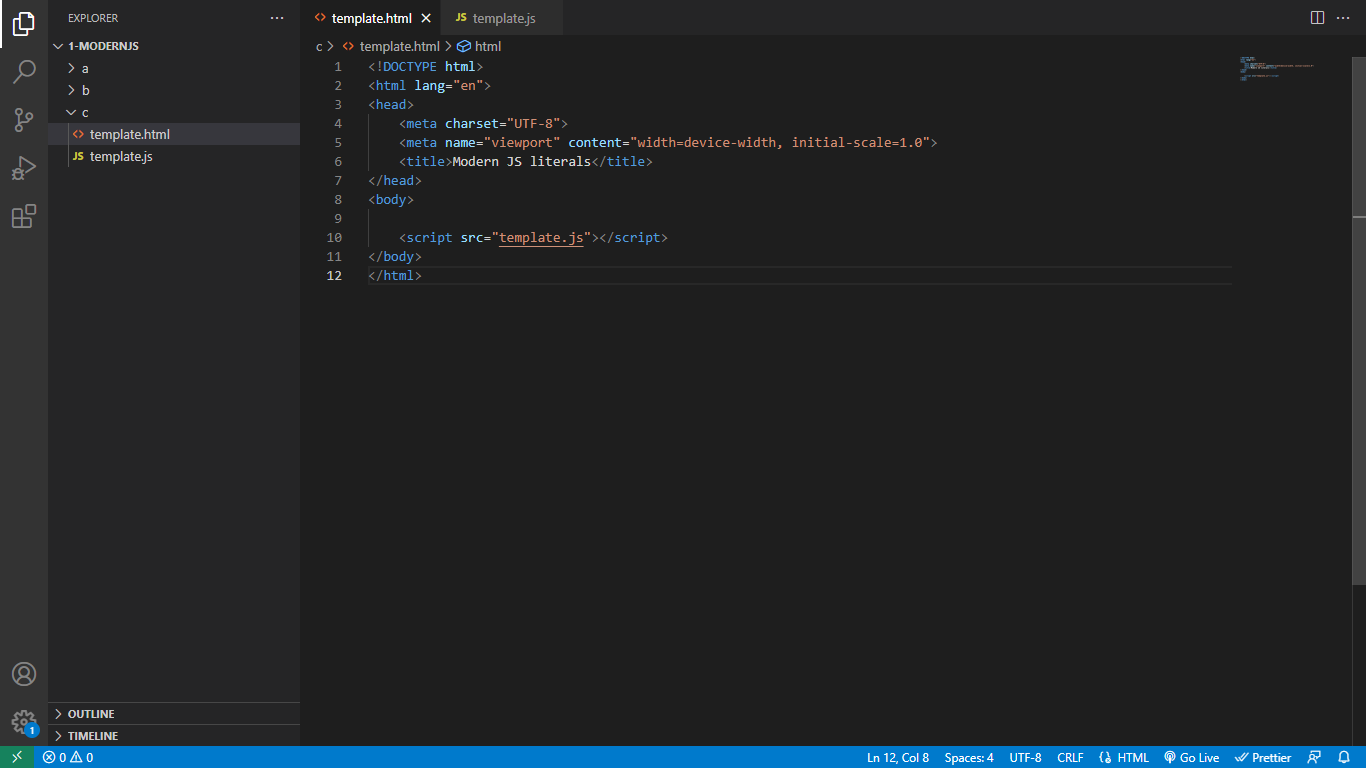 EXPLORER
1-MODERNJS
a
b
c
template.html
JS template.js
OUTLINE
TIMELINE
template.html
JS template.js
c > template.html > html
1 <!DOCTYPE html>
2 <html lang="en">
3 <head>
4     <meta charset="UTF-8">
5     <meta name="viewport" content="width=device-width, initial-scale=1.0">
6     <title>Modern JS literals</title>
7 </head>
8 <body>
9
10     <script src="template.js"></script>
11 </body>
12 </html>
1
0 0
Ln 12, Col 8 Spaces: 4 UTF-8 CRLF {} HTML Go Live Prettier